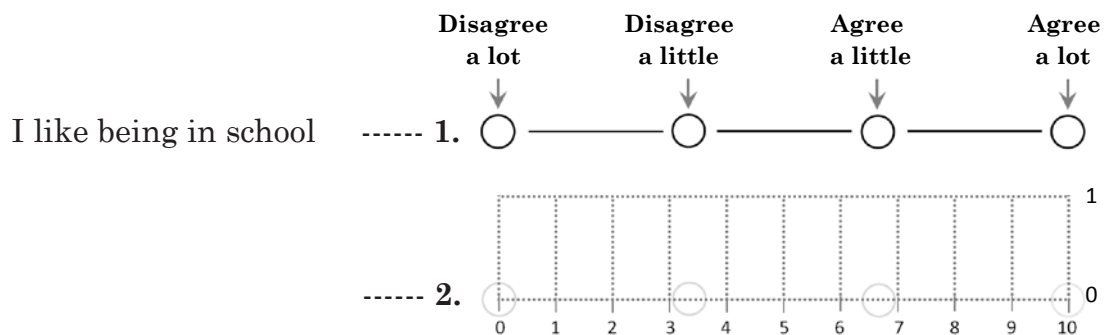 Disagree a lot
Disagree a little
Agree a little
Agree a lot
I like being in school ------ 1.
1
------ 2.
0
0 1 2 3 4 5 6 7 8 9 10